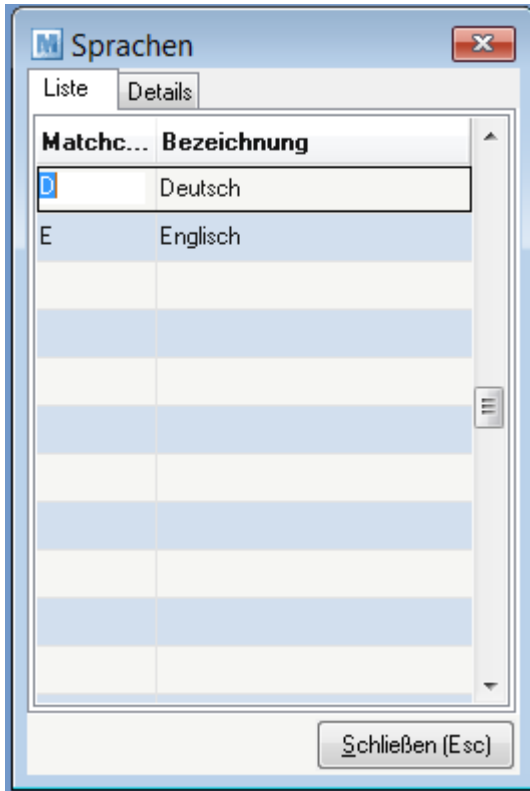 M Sprachen
Liste Details
Matchc... Bezeichnung
D Deutsch
E Englisch
Schließen (Esc)